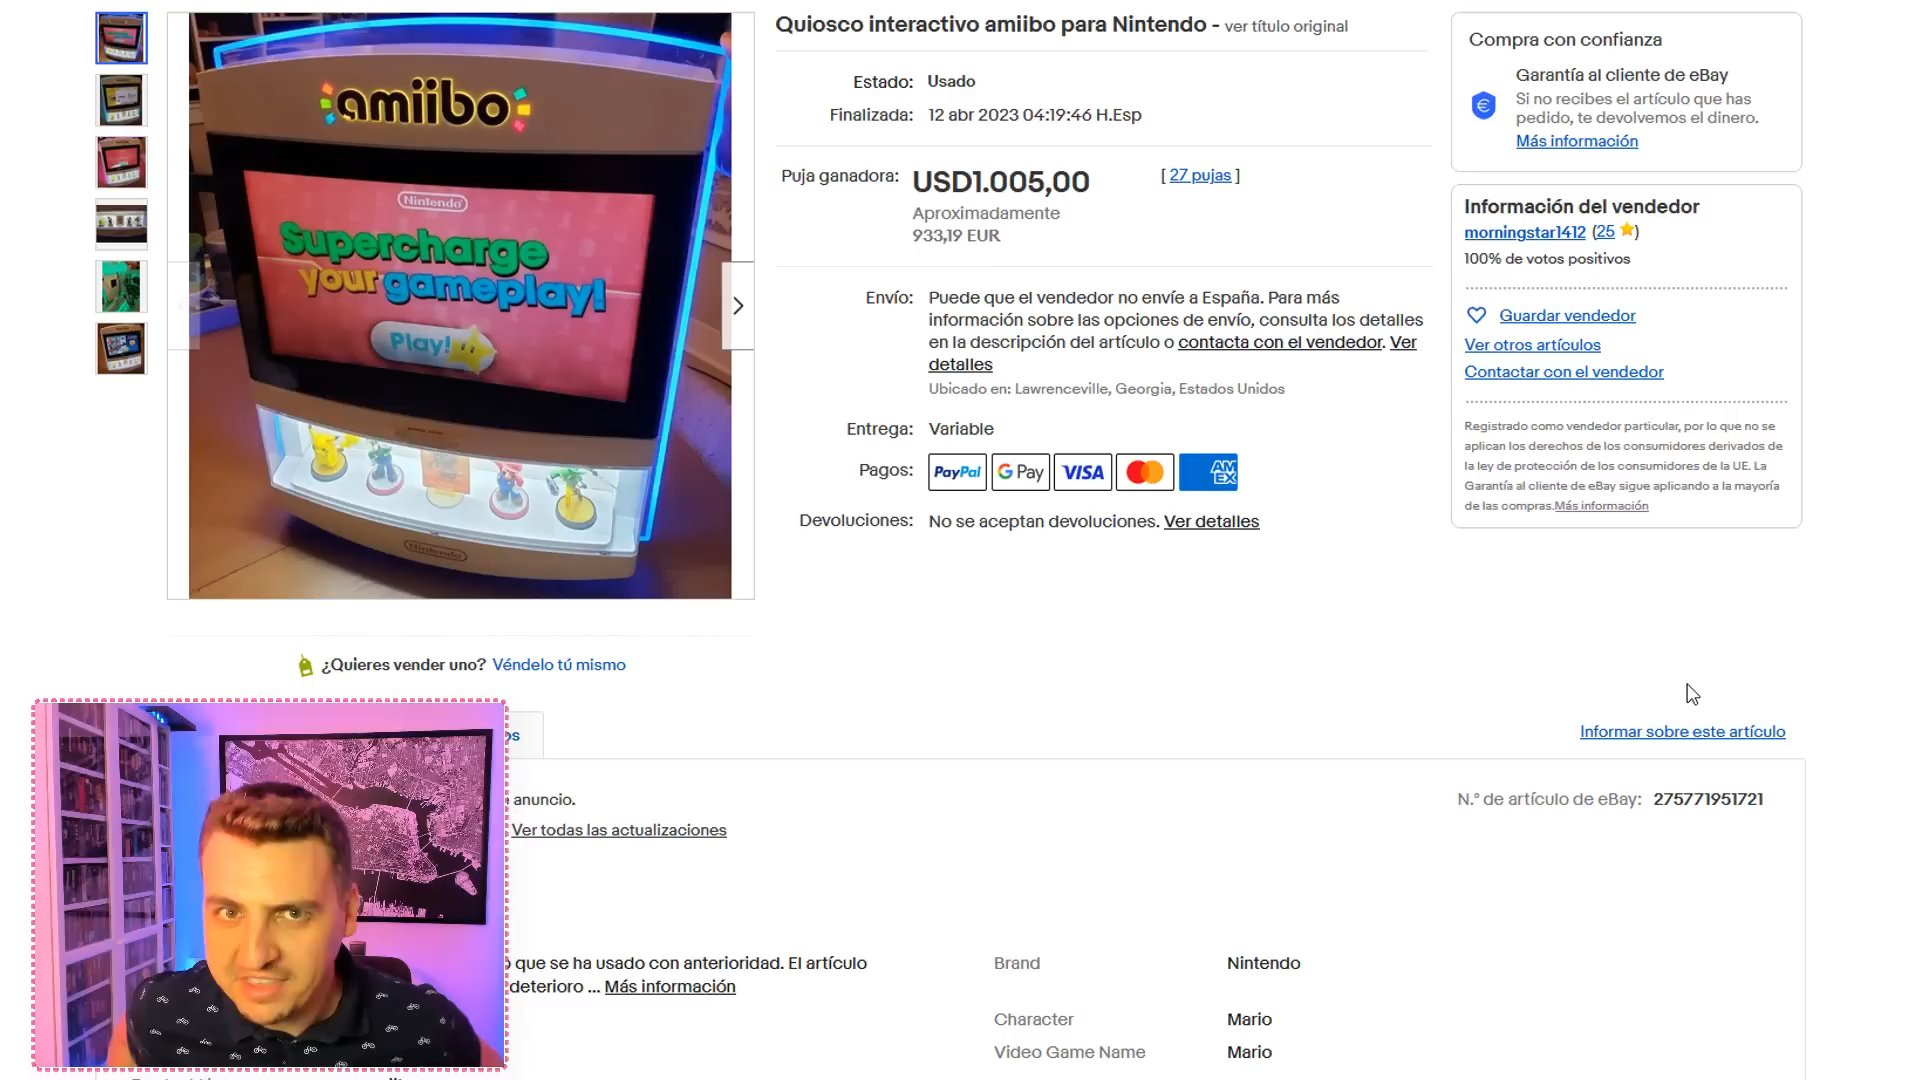 Quiosco interactivo amiibo para Nintendo - ver título original
Estado: Usado
Finalizada: 12 abr 2023 04:19:46 H.Esp
Puja ganadora: USD1.005,00 [ 27 pujas ]
Aproximadamente
933,19 EUR
Envío: Puede que el vendedor no envíe a España. Para más
información sobre las opciones de envío, consulta los detalles
en la descripción del artículo o contacta con el vendedor. Ver
detalles
Ubicado en: Lawrenceville, Georgia, Estados Unidos
Entrega: Variable
Pagos: PayPal G Pay VISA AM EX
Devoluciones: No se aceptan devoluciones. Ver detalles
Compra con confianza
Garantía al cliente de eBay
Si no recibes el artículo que has
pedido, te devolvemos el dinero.
Más información
Información del vendedor
morningstar1412 (25)
100% de votos positivos
Guardar vendedor
Ver otros artículos
Contactar con el vendedor
Registrado como vendedor particular, por lo que no se
aplican los derechos de los consumidores derivados de
la ley de protección de los consumidores de la UE. La
Garantía al cliente de eBay sigue aplicando a la mayoría
de las compras.Más información
amiibo
Nintendo
Supercharge
your gameplay!
Play!
Nintendo
¿Quieres vender uno? Véndelo tú mismo
Informar sobre este artículo
anuncio.
N.° de artículo de eBay: 275771951721
Ver todas las actualizaciones
que se ha usado con anterioridad. El artículo
deterioro ... Más información
Brand Nintendo
Character Mario
Video Game Name Mario